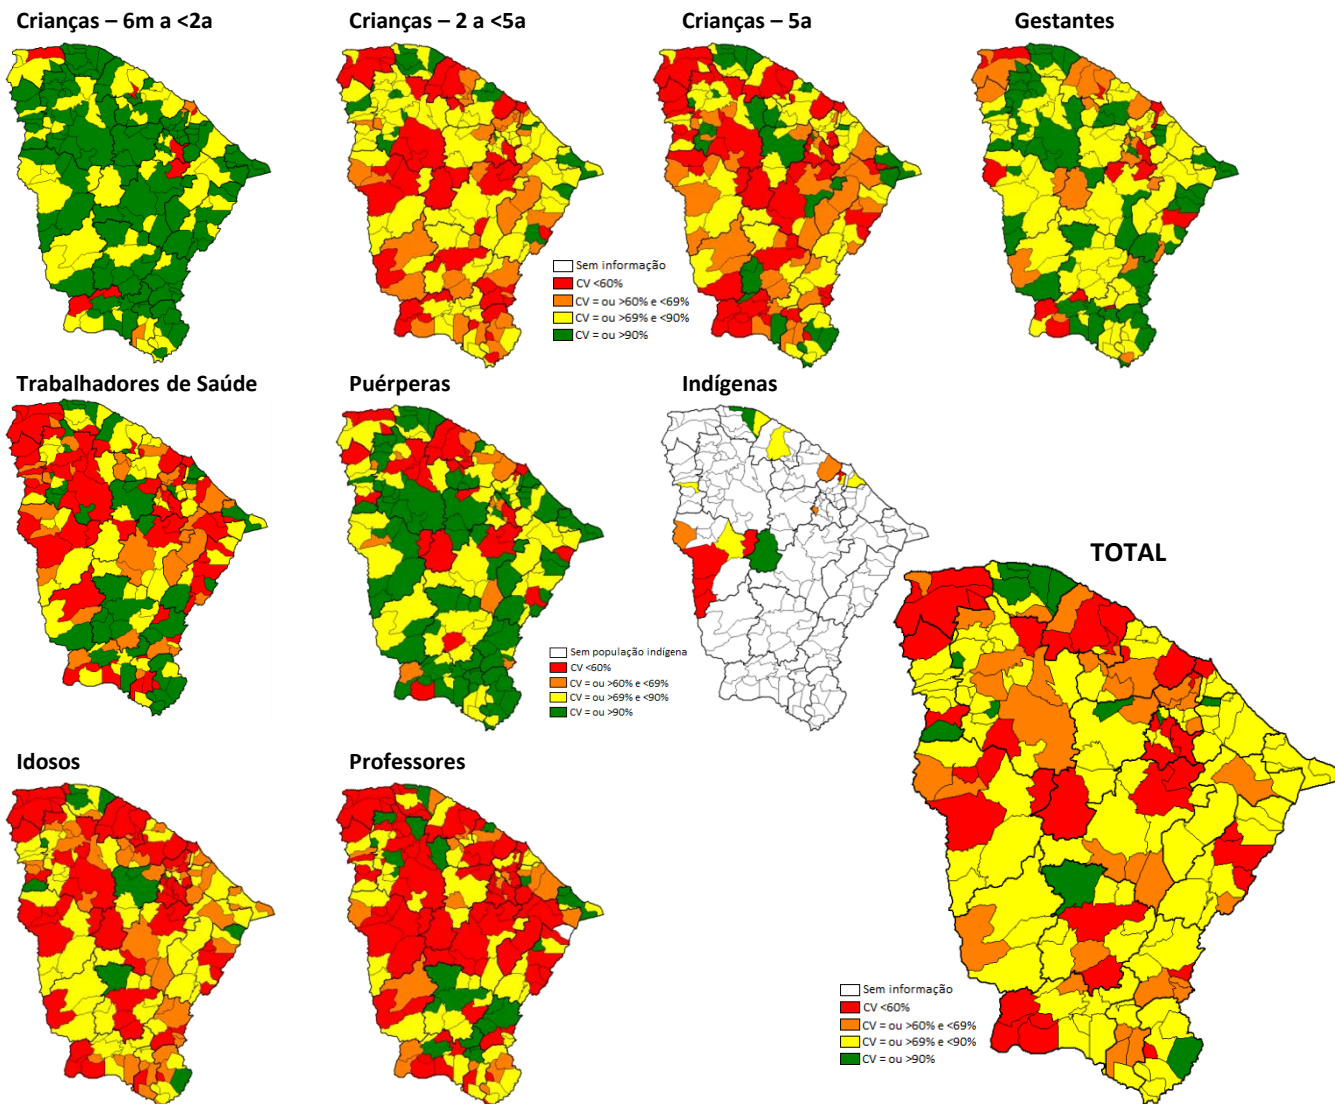 Crianças – 6m a <2a
Crianças – 2 a <5a
Crianças – 5a
Gestantes
Sem informação
CV <60%
CV = ou >60% e <69%
CV = ou >69% e <90%
CV = ou >90%
Trabalhadores de Saúde
Puérperas
Indígenas
Sem população indígena
CV <60%
CV = ou >60% e <69%
CV = ou >69% e <90%
CV = ou >90%
TOTAL
Idosos
Professores
Sem informação
CV <60%
CV = ou >60% e <69%
CV = ou >69% e <90%
CV = ou >90%